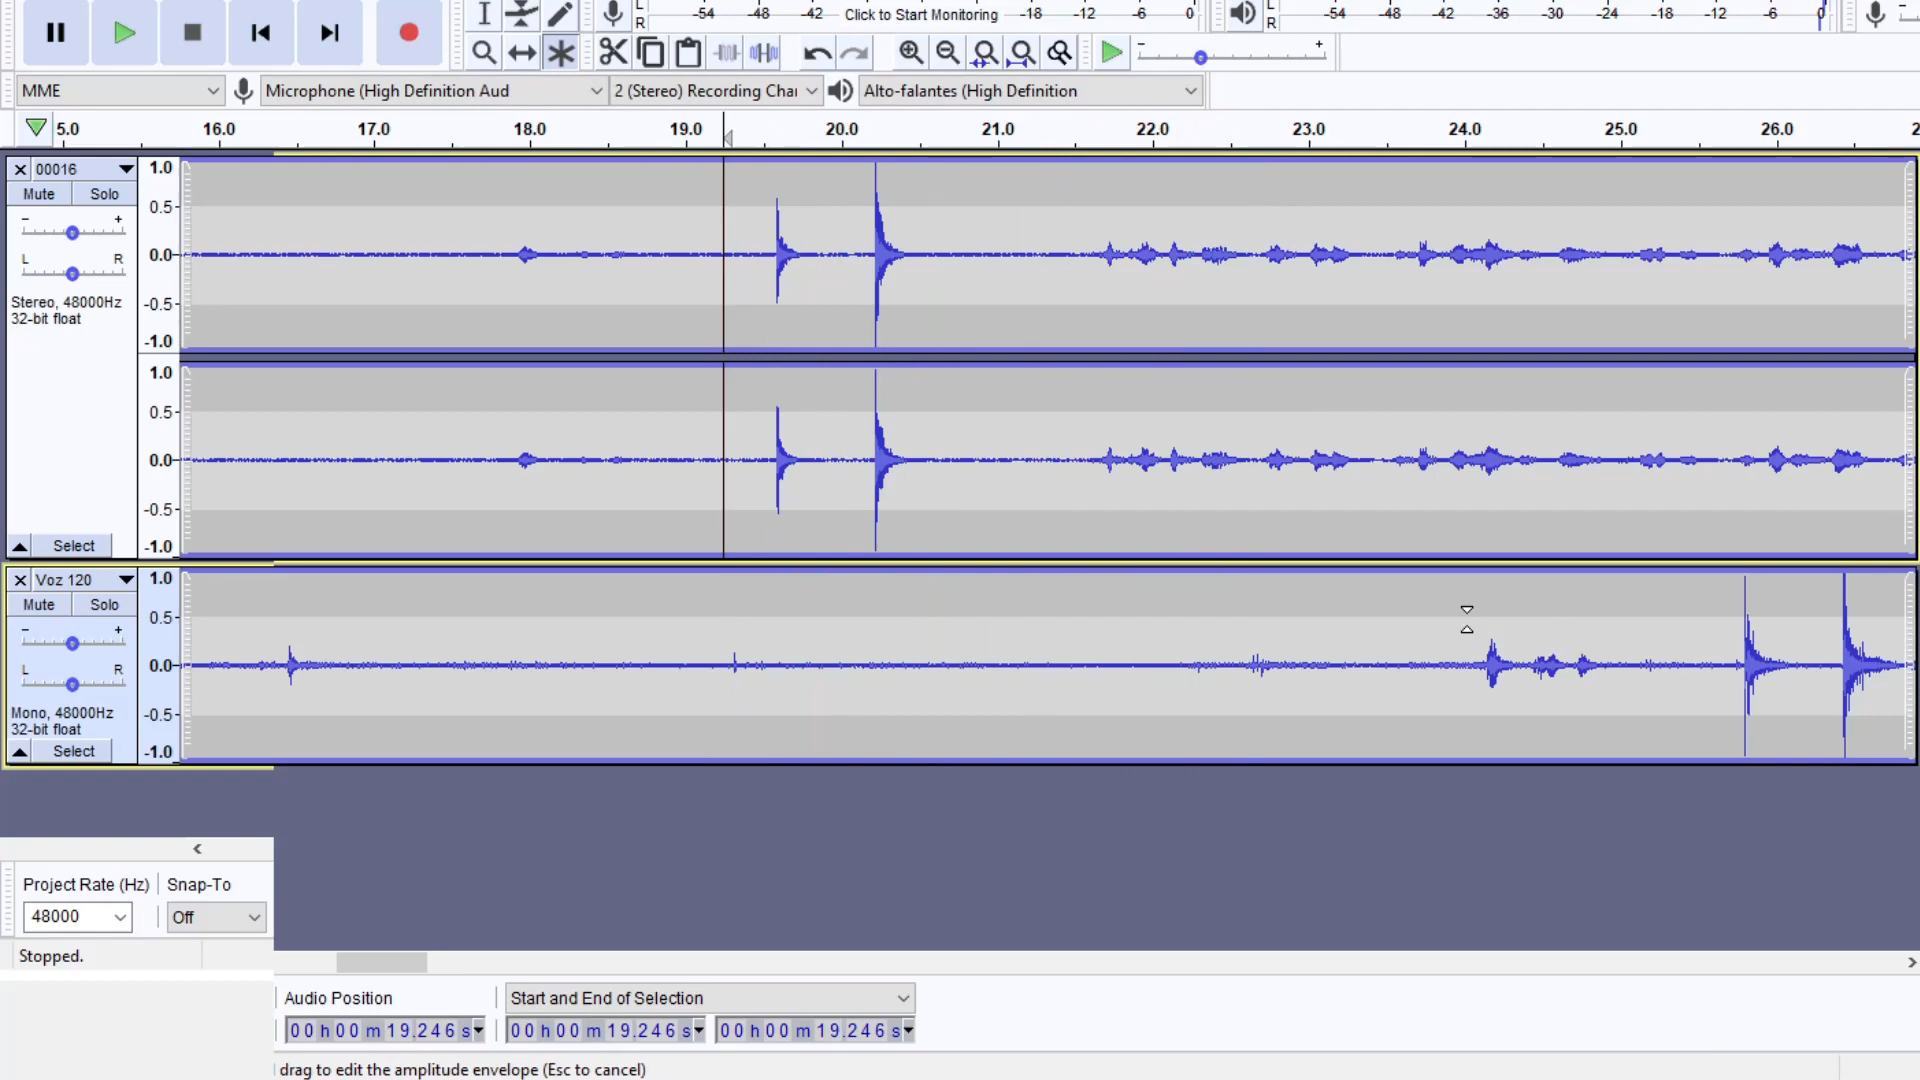 L
R
-54 -48 -42 Click to Start Monitoring -18 -12 -6 0
L
R
-54 -48 -42 -36 -30 -24 -18 -12 -6 0
- +
MME
Microphone (High Definition Aud
2 (Stereo) Recording Chai
Alto-falantes (High Definition
5.0 16.0 17.0 18.0 19.0 20.0 21.0 22.0 23.0 24.0 25.0 26.0 2
00016
Mute Solo
- +
L R
Stereo, 48000Hz
32-bit float
Select
1.0
0.5
0.0
-0.5
-1.0
1.0
0.5
0.0
-0.5
-1.0
Voz 120
Mute Solo
- +
L R
Mono, 48000Hz
32-bit float
Select
1.0
0.5
0.0
-0.5
-1.0
Project Rate (Hz) Snap-To
48000 Off
Stopped.
Audio Position Start and End of Selection
00 h 00 m 19.246 s 00 h 00 m 19.246 s 00 h 00 m 19.246 s
drag to edit the amplitude envelope (Esc to cancel)